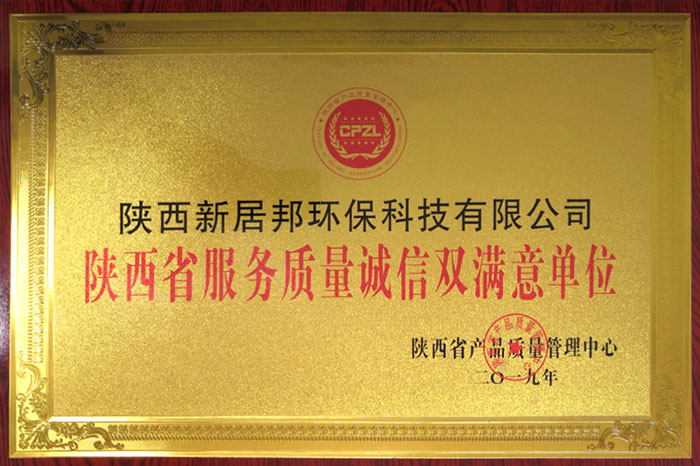 CPZL
陕西新居邦环保科技有限公司
陕西省服务质量诚信双满意单位
陕西省产品质量管理中心
二〇一九年